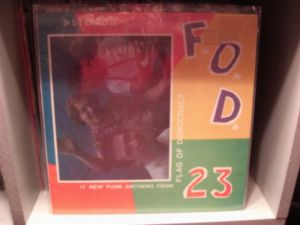 STEREO
F.O.D.
FLAG OF DEMOCRACY
17 NEW PUNK ANTHEMS FROM
23